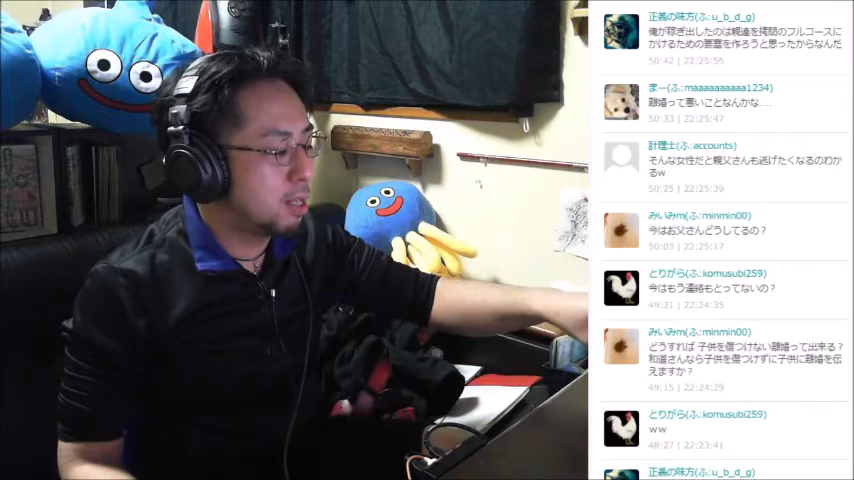 正義の味方(ふ:u_b_d_g)
俺が稼ぎ出したのは親達を拷問のフルコースに
かけるための要塞を作ろうと思ったからなんだ
50:42 | 22:25:56
まー(ふ:maaaaaaaaaa1234)
離婚って悪いことなんかな…
50:33 | 22:25:47
計理士(ふ:accounts)
そんな女性だと親父さんも逃げたくなるのわか
るw
50:25 | 22:25:39
みいみm(ふ:minmin00)
今はお父さんどうしてるの？
50:03 | 22:25:17
とりがら(ふ:komusubi259)
今はもう連絡もとってないの？
49:21 | 22:24:35
みいみm(ふ:minmin00)
どうすれば 子供を傷つけない離婚って出来る？
和道さんなら子供を傷つけずに子供に離婚を伝
えますか？
49:15 | 22:24:29
とりがら(ふ:komusubi259)
ww
48:27 | 22:23:41
正義の味方(ふ:u_b_d_g)